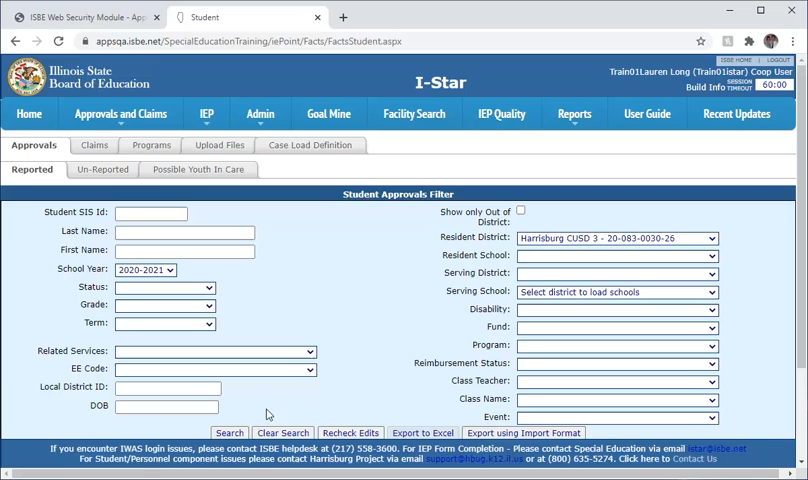 ISBE Web Security Module - App
Student
appsqa.isbe.net/SpecialEducationTraining/iePoint/Facts/FactsStudent.aspx
ISBE HOME | LOGOUT
Illinois State
Board of Education
I-Star
Train01Lauren Long (Train01istar) Coop User
Build Info SESSION TIMEOUT 60:00
Home Approvals and Claims IEP Admin Goal Mine Facility Search IEP Quality Reports User Guide Recent Updates
Approvals Claims Programs Upload Files Case Load Definition
Reported Un-Reported Possible Youth In Care
Student Approvals Filter
Student SIS Id:
Last Name:
First Name:
School Year: 2020-2021
Status:
Grade:
Term:
Related Services:
EE Code:
Local District ID:
DOB
Show only Out of
District:
Resident District: Harrisburg CUSD 3 - 20-083-0030-26
Resident School:
Serving District:
Serving School: Select district to load schools
Disability:
Fund:
Program:
Reimbursement Status:
Class Teacher:
Class Name:
Event:
Search Clear Search Recheck Edits Export to Excel Export using Import Format
If you encounter IWAS login issues, please contact ISBE helpdesk at (217) 558-3600. For IEP Form Completion - Please contact Special Education via email istar@isbe.net
For Student/Personnel component issues please contact Harrisburg Project via email support@hbug.k12.il.us or at (800) 635-5274. Click here to Contact Us